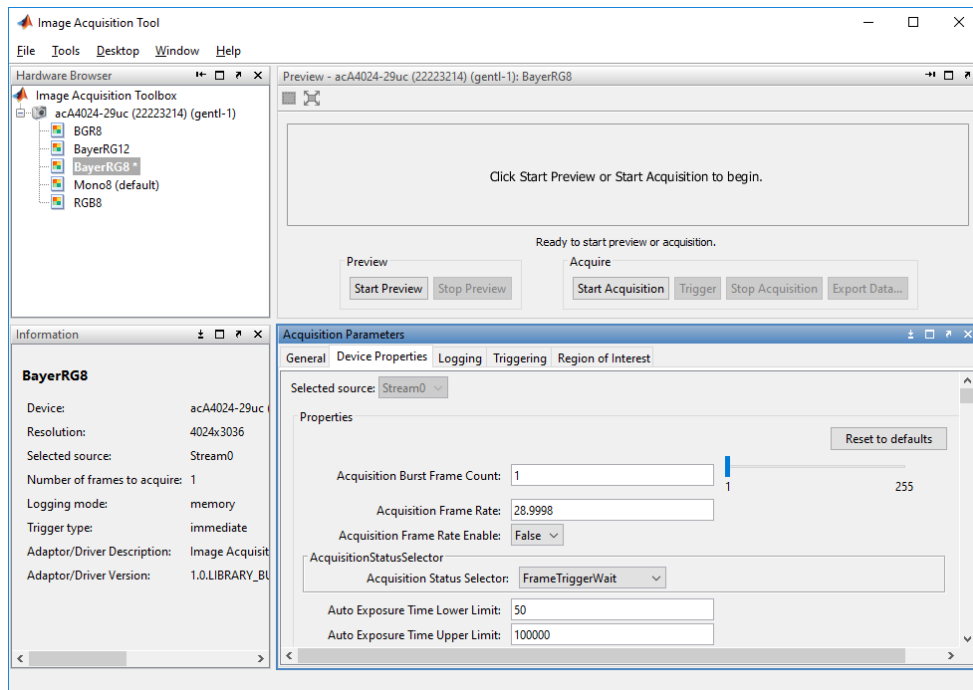 Image Acquisition Tool
File Tools Desktop Window Help
Hardware Browser
Image Acquisition Toolbox
acA4024-29uc (22223214) (gentl-1)
BGR8
BayerRG12
BayerRG8 *
Mono8 (default)
RGB8
Preview - acA4024-29uc (22223214) (gentl-1): BayerRG8
Click Start Preview or Start Acquisition to begin.
Ready to start preview or acquisition.
Preview
Start Preview Stop Preview
Acquire
Start Acquisition Trigger Stop Acquisition Export Data...
Information
BayerRG8
Device: acA4024-29uc (
Resolution: 4024x3036
Selected source: Stream0
Number of frames to acquire: 1
Logging mode: memory
Trigger type: immediate
Adaptor/Driver Description: Image Acquisit
Adaptor/Driver Version: 1.0.LIBRARY_BU
Acquisition Parameters
General Device Properties Logging Triggering Region of Interest
Selected source: Stream0
Properties
Reset to defaults
Acquisition Burst Frame Count: 1
1 255
Acquisition Frame Rate: 28.9998
Acquisition Frame Rate Enable: False
AcquisitionStatusSelector
Acquisition Status Selector: FrameTriggerWait
Auto Exposure Time Lower Limit: 50
Auto Exposure Time Upper Limit: 100000